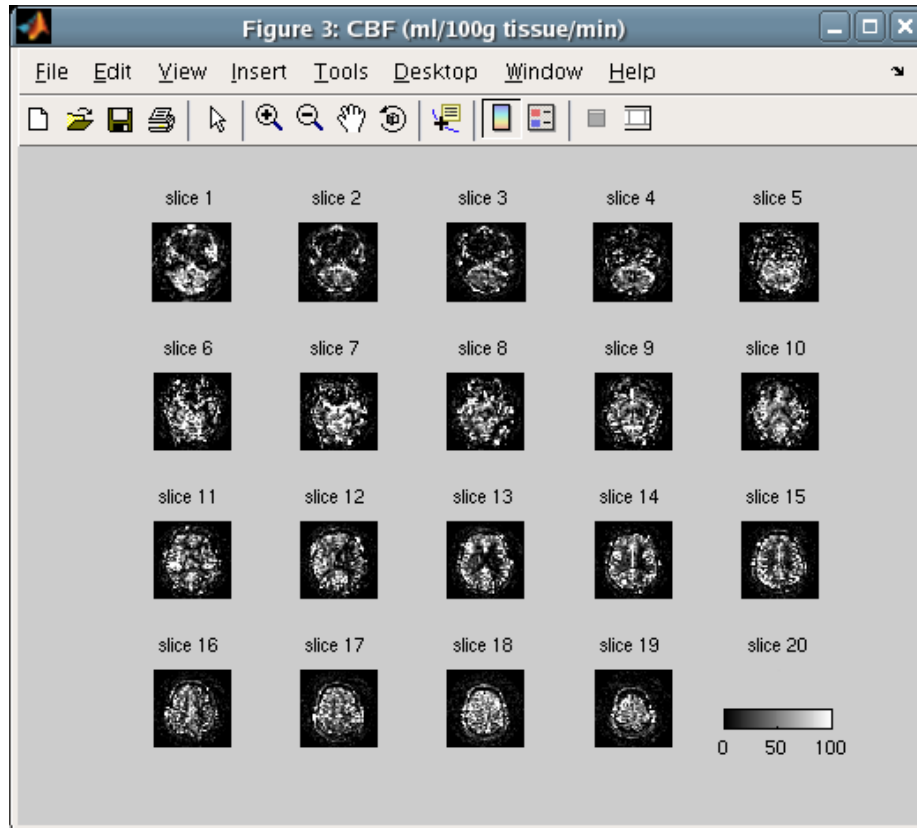 Figure 3: CBF (ml/100g tissue/min)
File Edit View Insert Tools Desktop Window Help
slice 1 slice 2 slice 3 slice 4 slice 5
slice 6 slice 7 slice 8 slice 9 slice 10
slice 11 slice 12 slice 13 slice 14 slice 15
slice 16 slice 17 slice 18 slice 19 slice 20
0 50 100